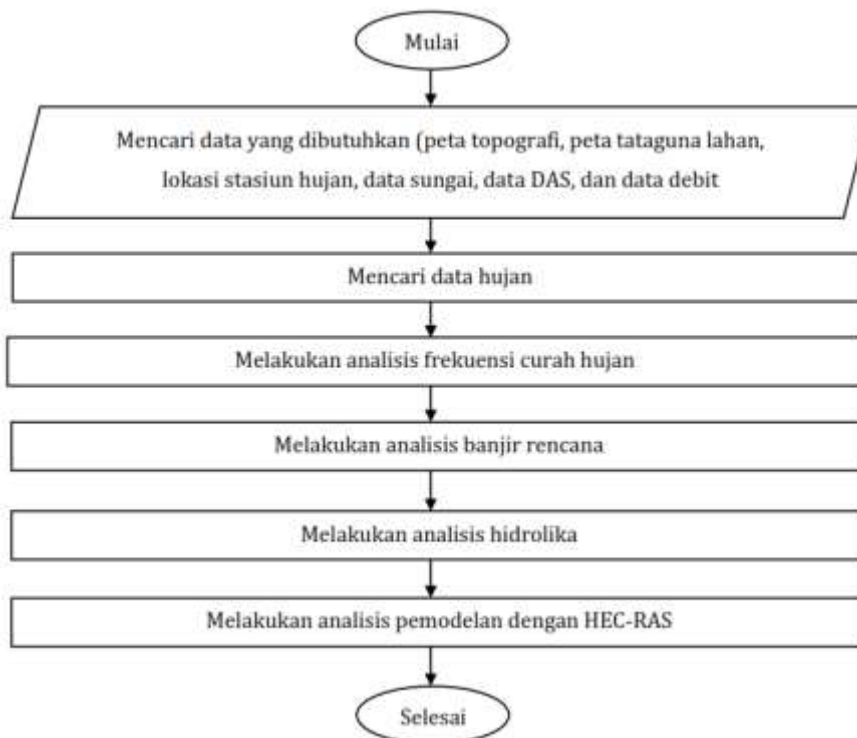 Mulai
Mencari data yang dibutuhkan (peta topografi, peta tataguna lahan,
lokasi stasiun hujan, data sungai, data DAS, dan data debit
Mencari data hujan
Melakukan analisis frekuensi curah hujan
Melakukan analisis banjir rencana
Melakukan analisis hidrolika
Melakukan analisis pemodelan dengan HEC-RAS
Selesai